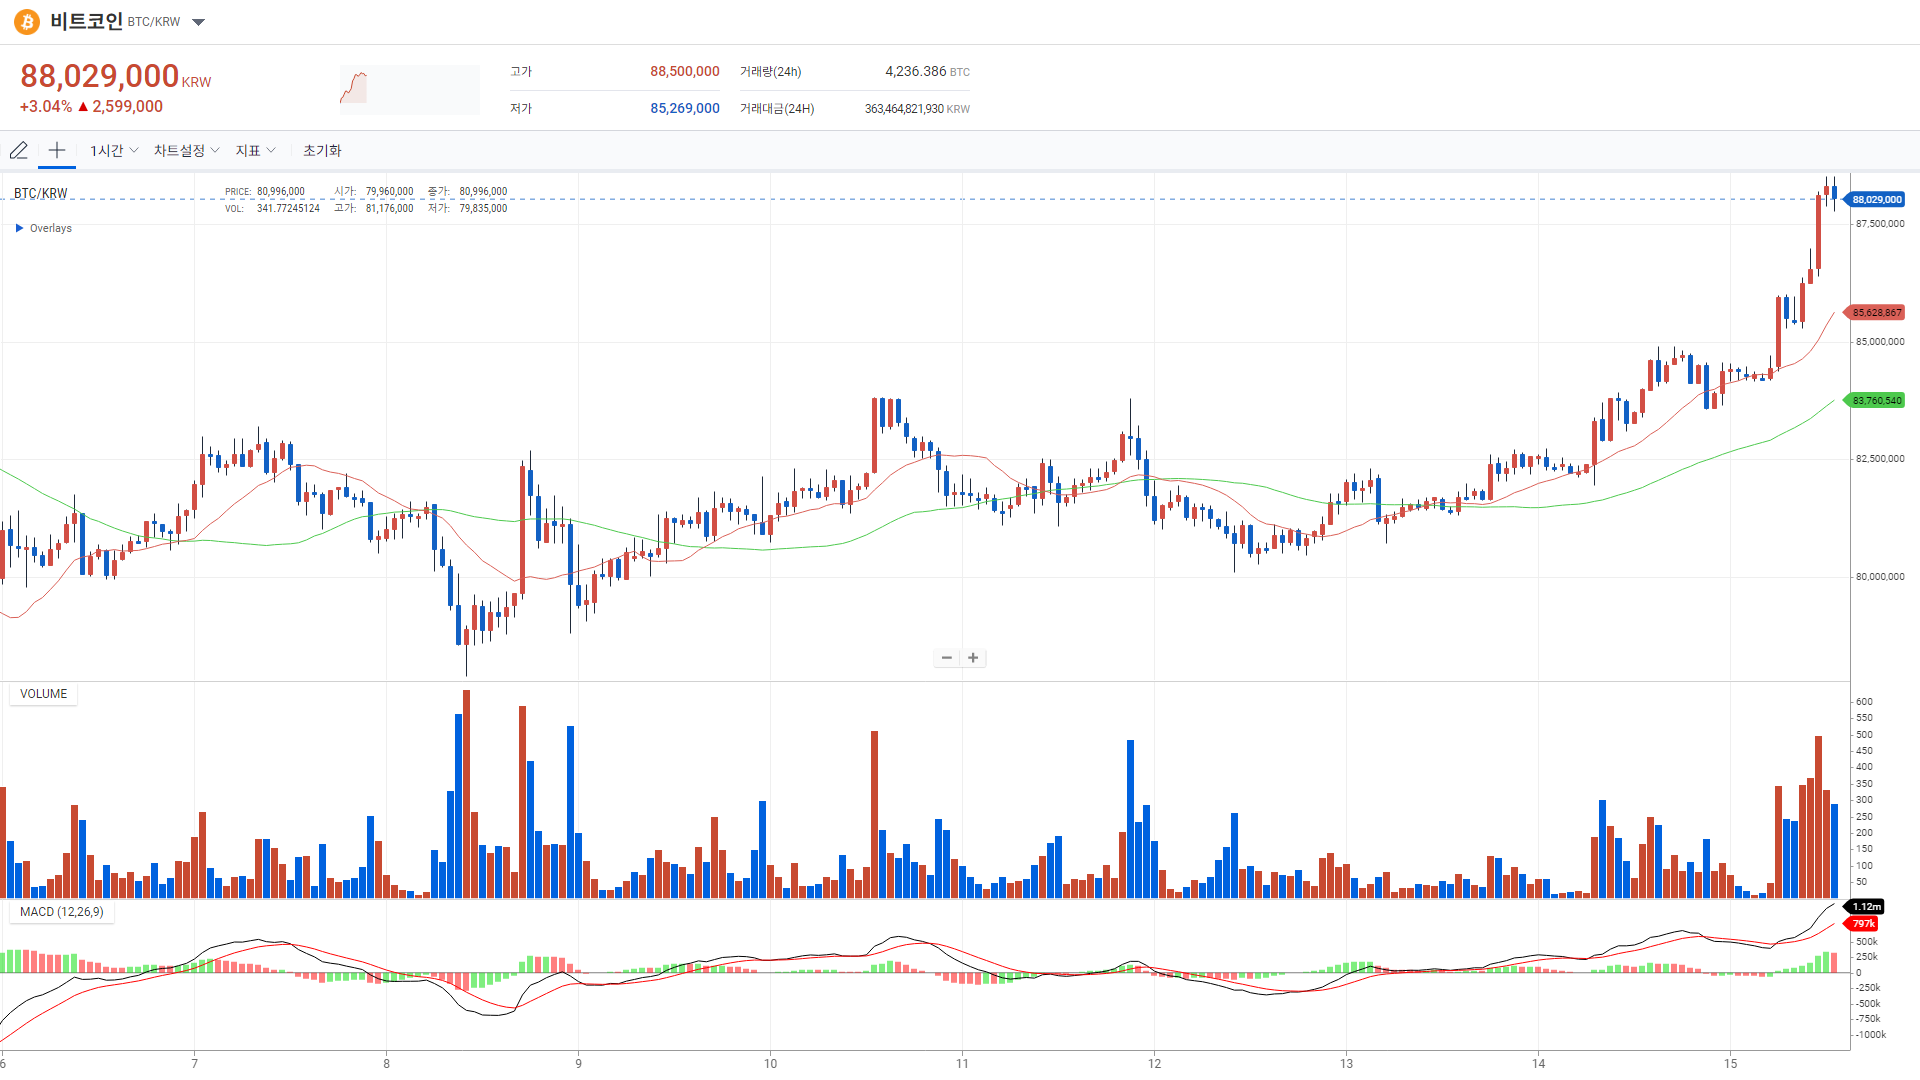 비트코인 BTC/KRW
88,029,000 KRW
+3.04% ▲ 2,599,000
고가 88,500,000 거래량(24h) 4,236.386 BTC
저가 85,269,000 거래대금(24H) 363,464,821,930 KRW
1시간 차트설정 지표 초기화
BTC/KRW
PRICE: 80,996,000 시가: 79,960,000 종가: 80,996,000
VOL: 341.77245124 고가: 81,176,000 저가: 79,835,000
Overlays
88,029,000
87,500,000
85,628,867
85,000,000
83,760,540
82,500,000
80,000,000
VOLUME
600
550
500
450
400
350
300
250
200
150
100
50
MACD (12,26,9)
1.12m
797k
500k
250k
0
-250k
-500k
-750k
-1000k
6 7 8 9 10 11 12 13 14 15